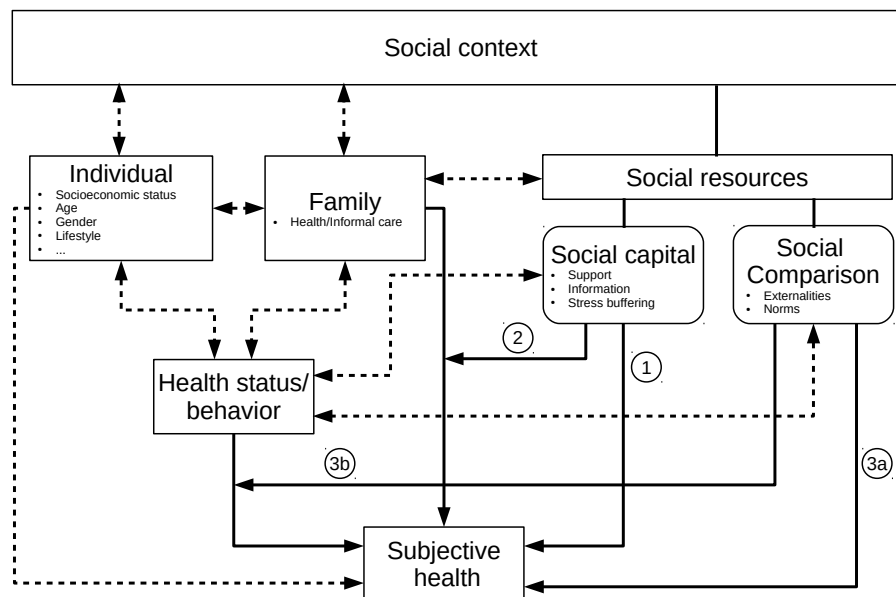 Social context
Individual
• Socioeconomic status
• Age
• Gender
• Lifestyle
• ...
Family
• Health/Informal care
Social resources
Social capital
• Support
• Information
• Stress buffering
Social
Comparison
• Externalities
• Norms
2
1
Health status/
behavior
3b
3a
Subjective
health